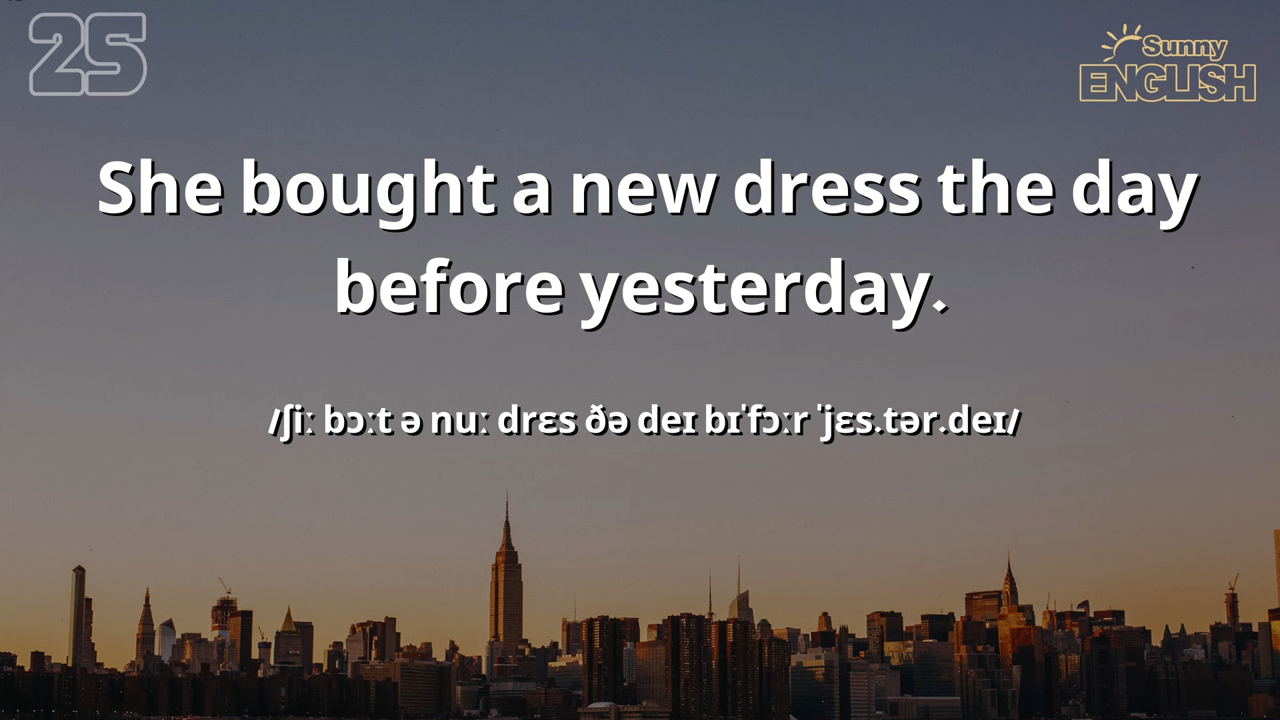 25
Sunny
ENGLISH
She bought a new dress the day
before yesterday.
/ʃiː bɔːt ə nuː drɛs ðə deɪ bɪˈfɔːr ˈjɛs.tər.deɪ/